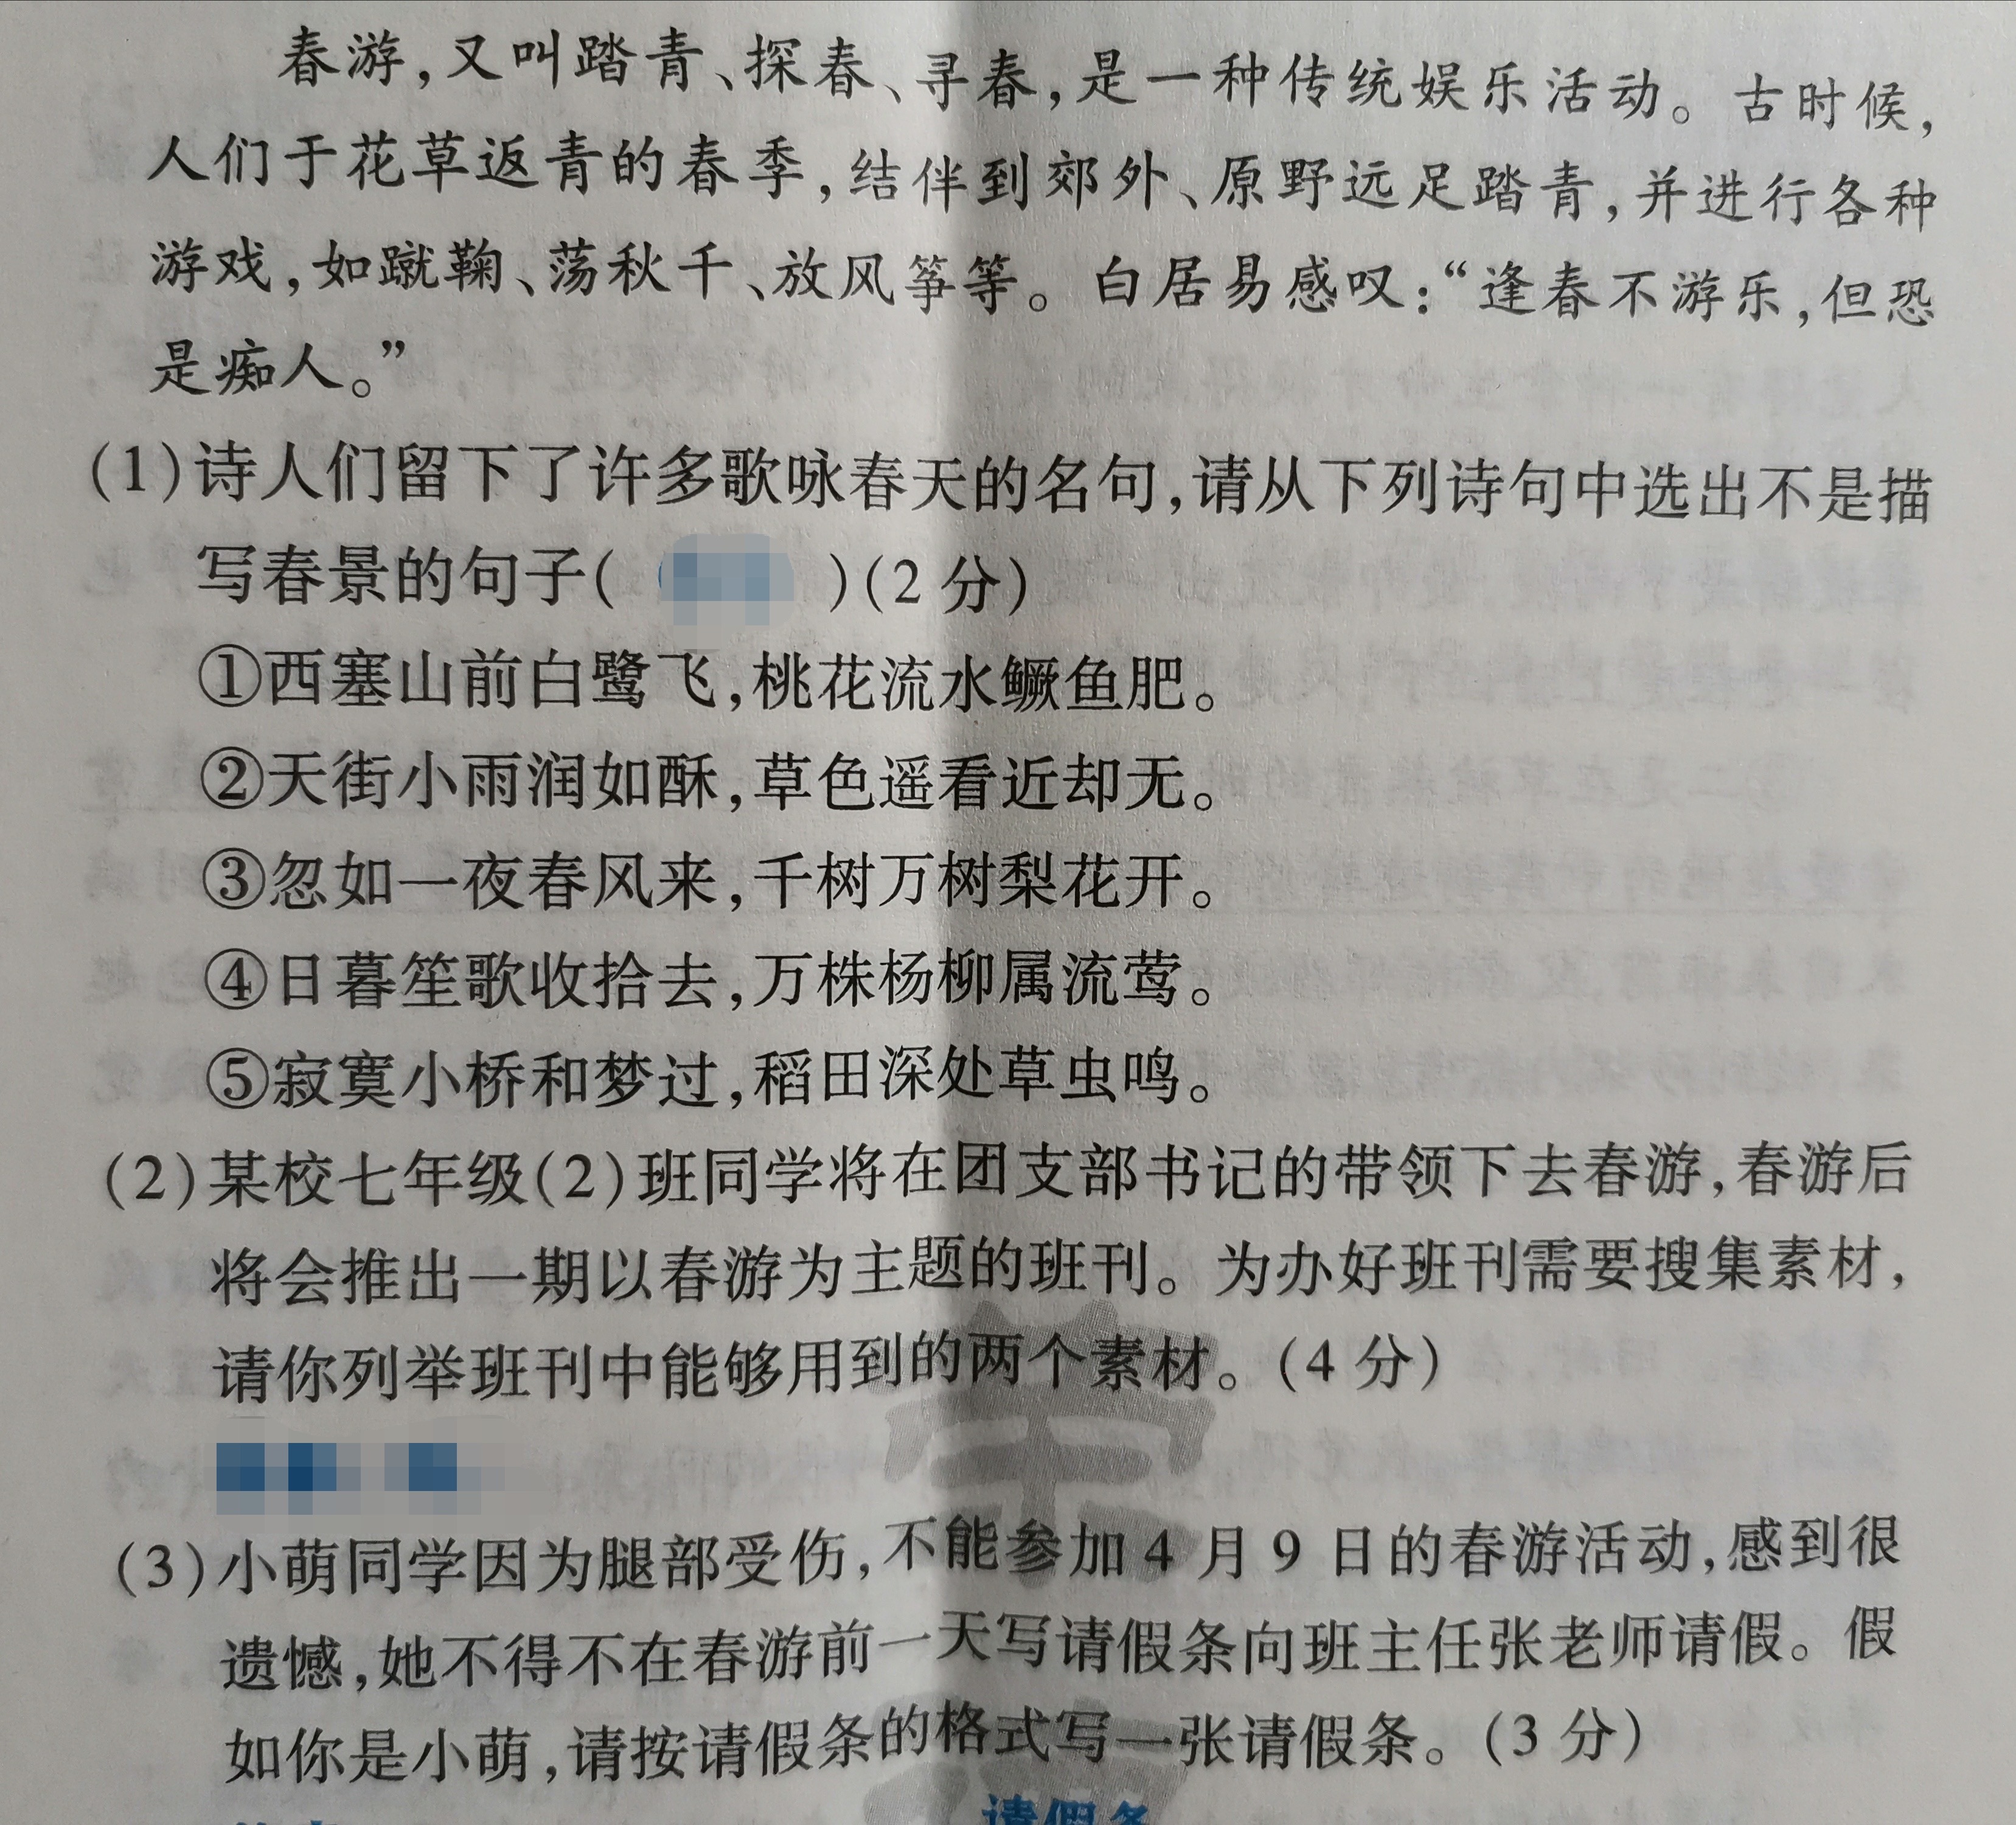 春游,又叫踏青、探春、寻春,是一种传统娱乐活动。古时候,
人们于花草返青的春季,结伴到郊外、原野远足踏青,并进行各种
游戏,如蹴鞠、荡秋千、放风筝等。白居易感叹:“逢春不游乐,但恐
是痴人。”
(1)诗人们留下了许多歌咏春天的名句,请从下列诗句中选出不是描
写春景的句子( )(2分)
①西塞山前白鹭飞,桃花流水鳜鱼肥。
②天街小雨润如酥,草色遥看近却无。
③忽如一夜春风来,千树万树梨花开。
④日暮笙歌收拾去,万株杨柳属流莺。
⑤寂寞小桥和梦过,稻田深处草虫鸣。
(2)某校七年级(2)班同学将在团支部书记的带领下去春游,春游后
将会推出一期以春游为主题的班刊。为办好班刊需要搜集素材,
请你列举班刊中能够用到的两个素材。(4分)
(3)小萌同学因为腿部受伤,不能参加4月9日的春游活动,感到很
遗憾,她不得不在春游前一天写请假条向班主任张老师请假。假
如你是小萌,请按请假条的格式写一张请假条。(3分)
请假条